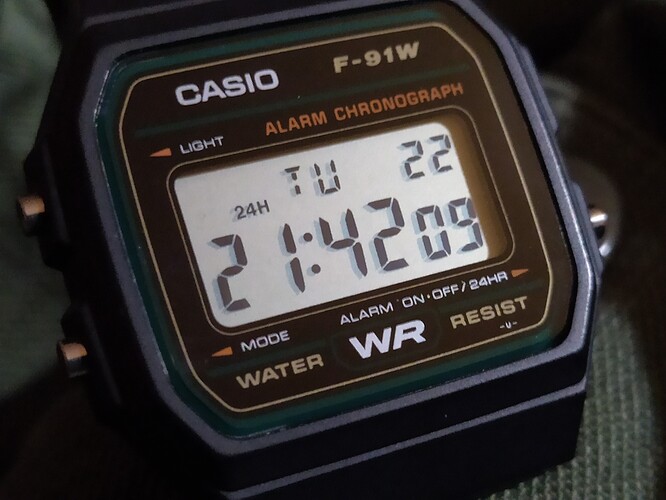 CASIO F-91W
ALARM CHRONOGRAPH
LIGHT
TU 22
24H
21:42 09
ALARM ON·OFF/24HR
MODE
WATER WR RESIST
-U-